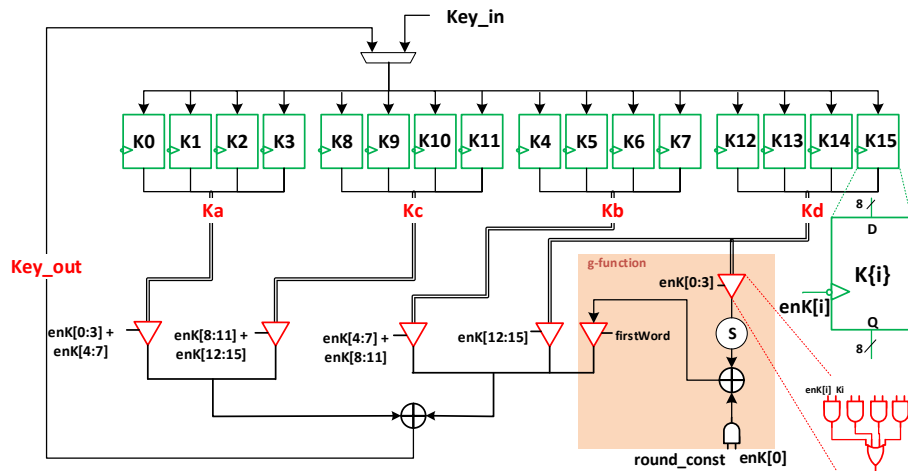 Key_in
K0 K1 K2 K3 K8 K9 K10 K11 K4 K5 K6 K7 K12 K13 K14 K15
Ka Kc Kb Kd
8
D
K{i}
enK[i]
Q
8
Key_out
g-function
enK[0:3]
enK[0:3] +
enK[4:7]
enK[8:11] +
enK[12:15]
enK[4:7] +
enK[8:11]
enK[12:15]
firstWord
S
enK[i] Ki
round_const enK[0]